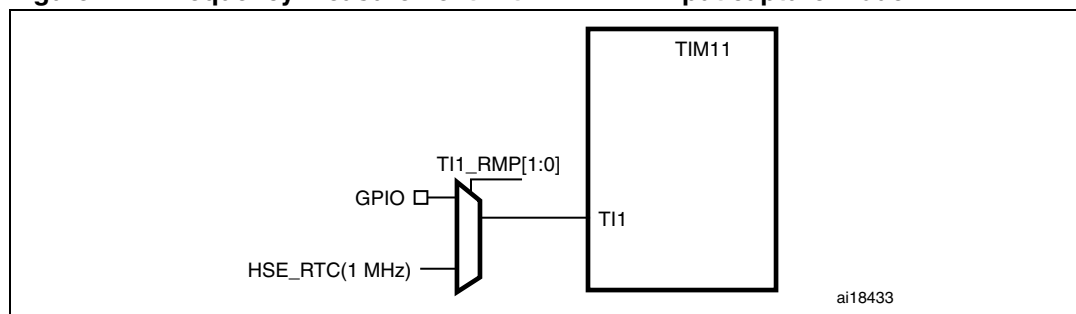 TIM11
TI1_RMP[1:0]
GPIO
TI1
HSE_RTC(1 MHz)
ai18433